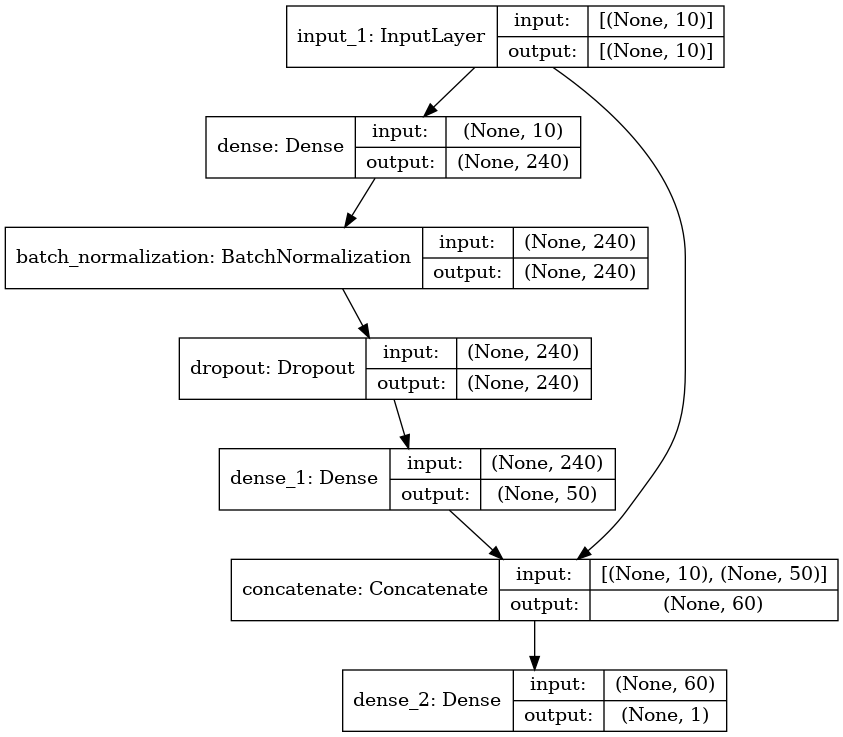 input_1: InputLayer
input: [(None, 10)]
output: [(None, 10)]
dense: Dense
input: (None, 10)
output: (None, 240)
batch_normalization: BatchNormalization
input: (None, 240)
output: (None, 240)
dropout: Dropout
input: (None, 240)
output: (None, 240)
dense_1: Dense
input: (None, 240)
output: (None, 50)
concatenate: Concatenate
input: [(None, 10), (None, 50)]
output: (None, 60)
dense_2: Dense
input: (None, 60)
output: (None, 1)